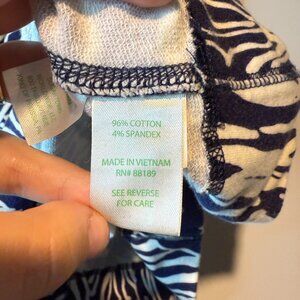 96% COTTON
4% SPANDEX
MADE IN VIETNAM
RN# 88189
SEE REVERSE
FOR CARE